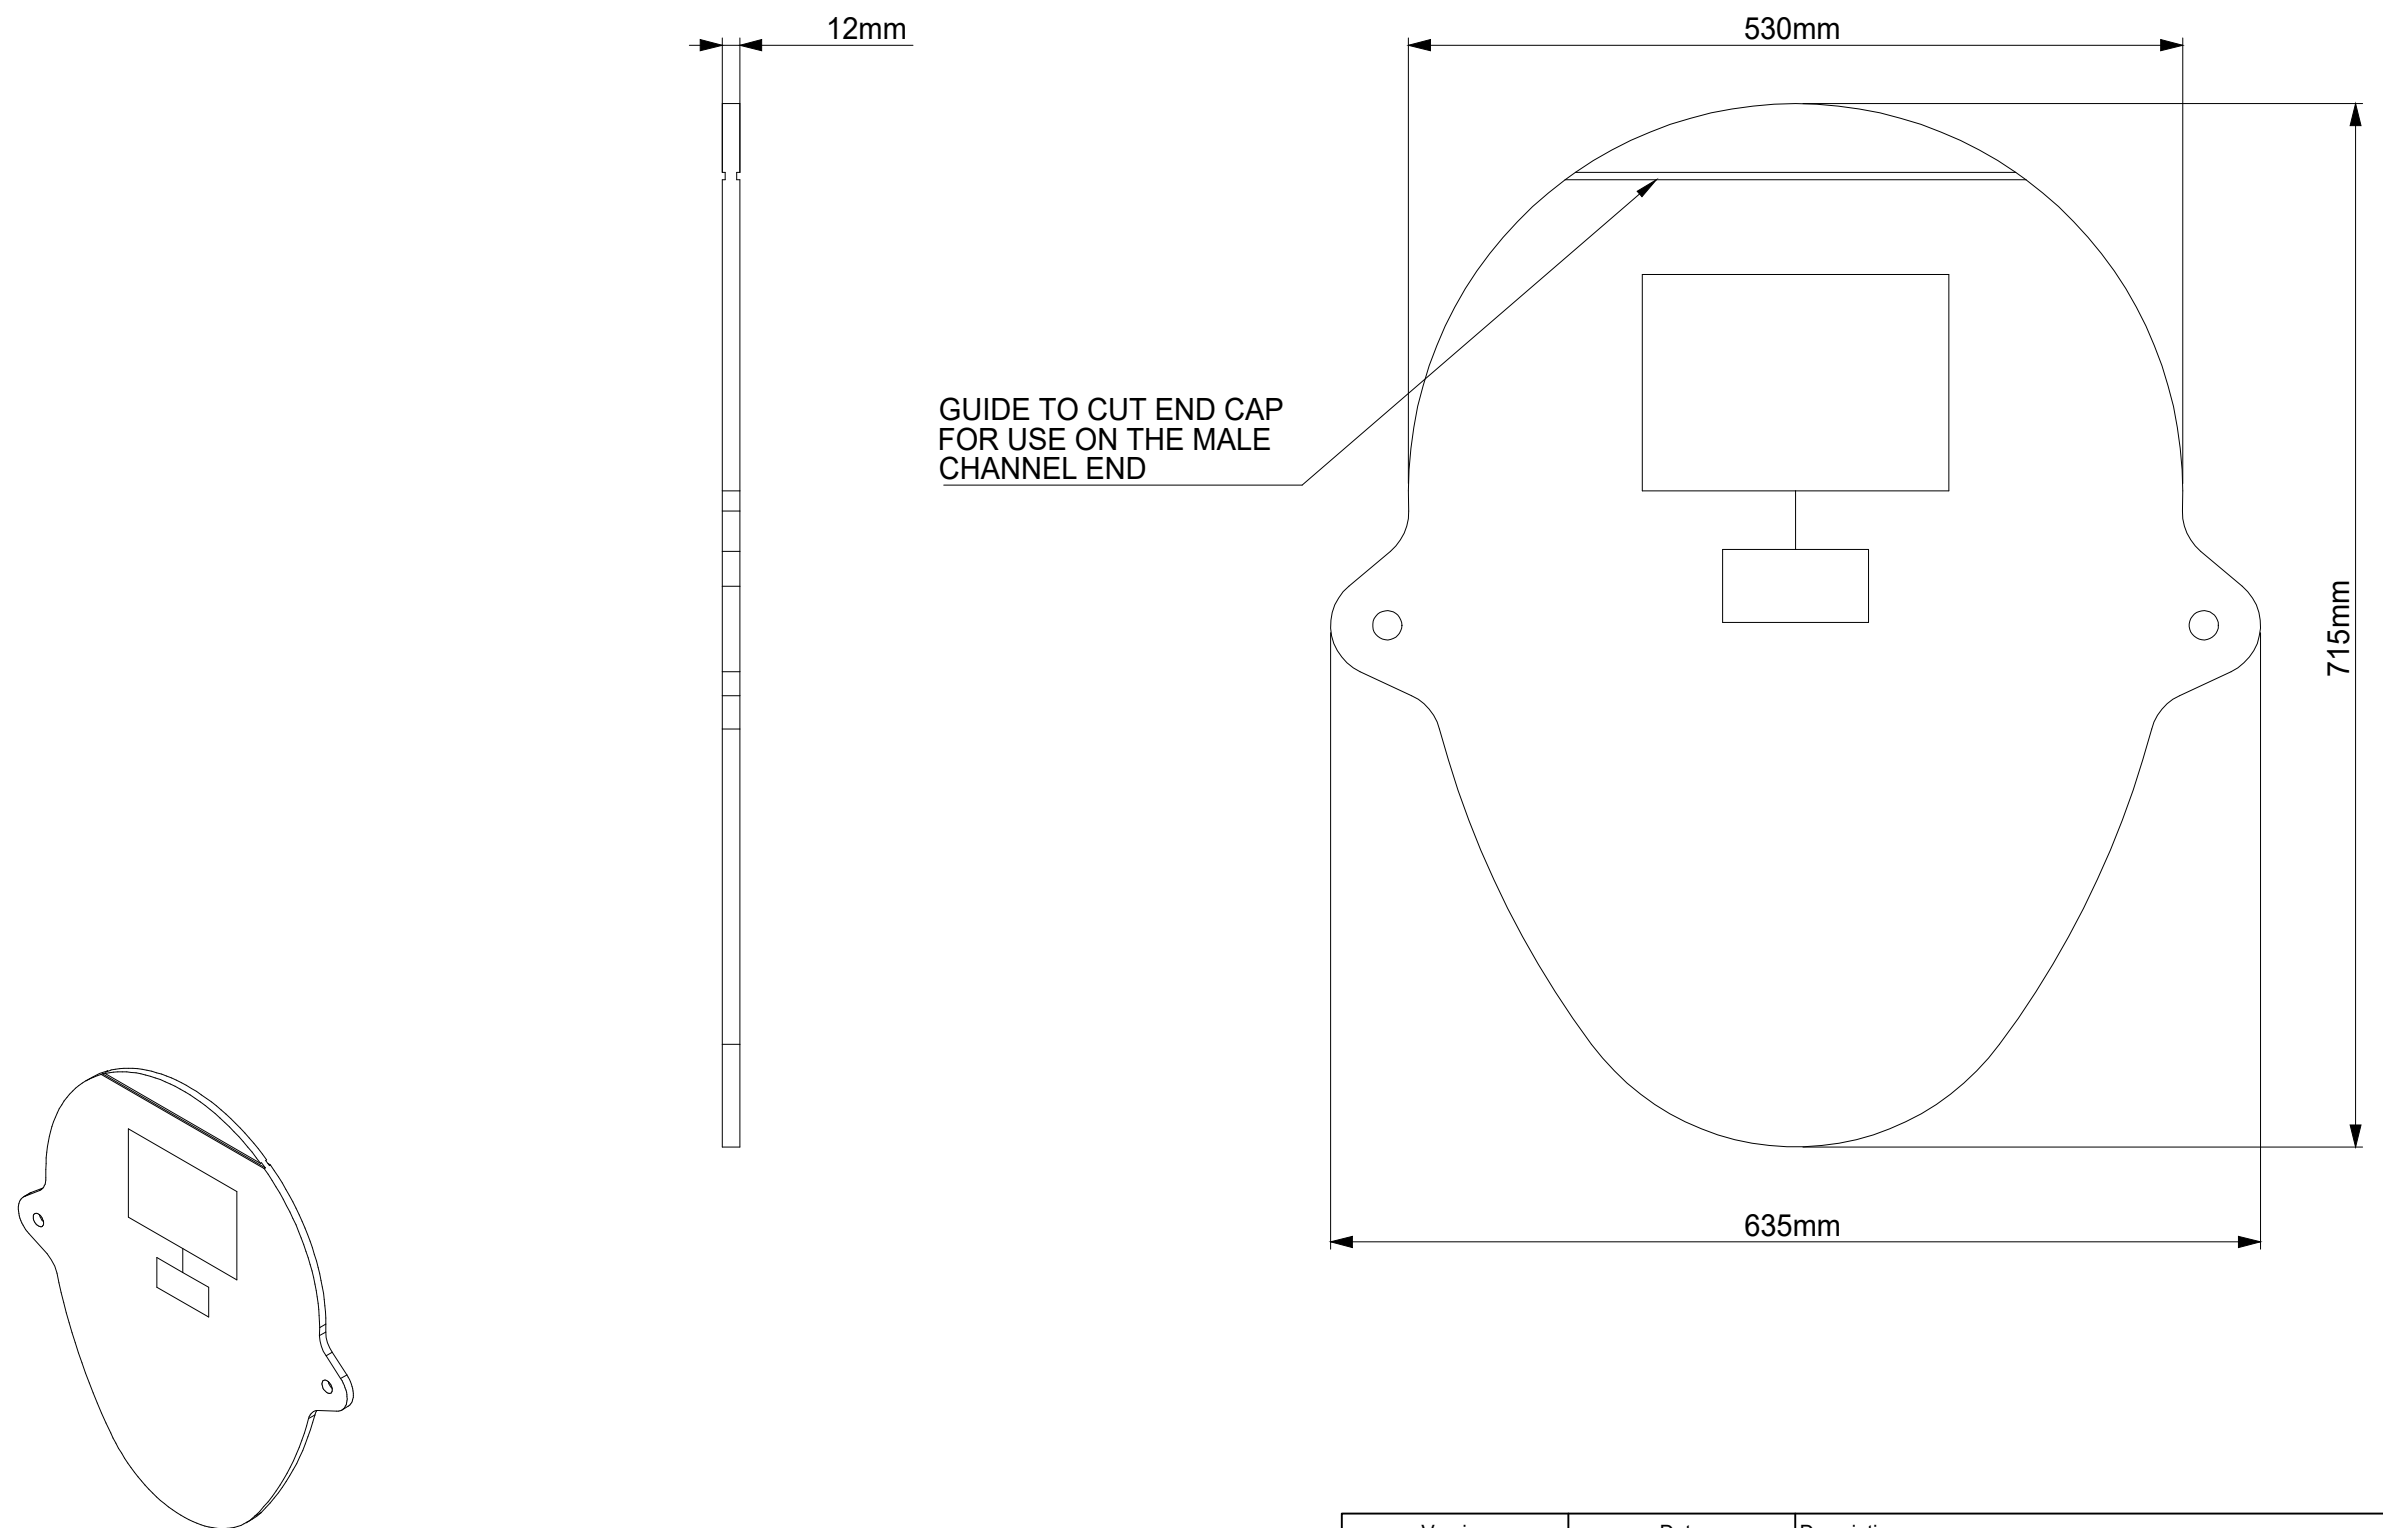 12mm
530mm
GUIDE TO CUT END CAP
FOR USE ON THE MALE
CHANNEL END
715mm
635mm